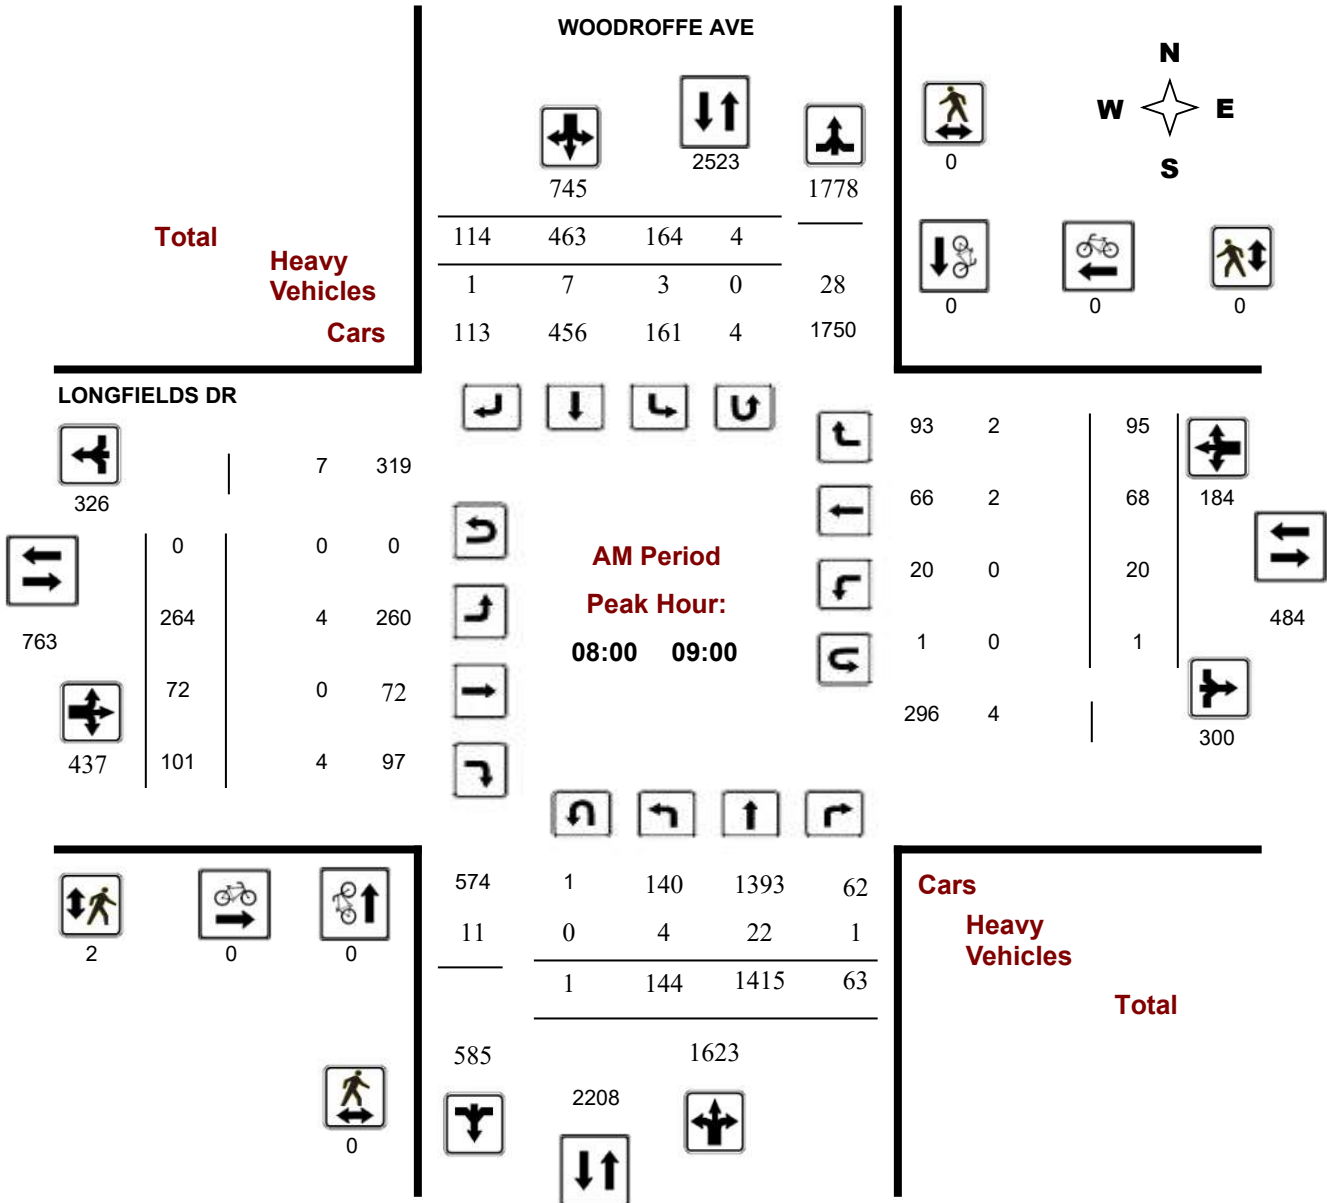 WOODROFFE AVE
N
W E
S
2523
745 1778
0
Total 114 463 164 4
Heavy
Vehicles 1 7 3 0 28
Cars 113 456 161 4 1750
0 0 0
LONGFIELDS DR
7 319
326
0 0 0
264 4 260
763
72 0 72
437 101 4 97
AM Period
Peak Hour:
08:00 09:00
93 2 95
66 2 68 184
20 0 20
1 0 1 484
296 4 300
574 1 140 1393 62 Cars
11 0 4 22 1 Heavy
Vehicles
1 144 1415 63 Total
2 0 0
585 1623
2208
0